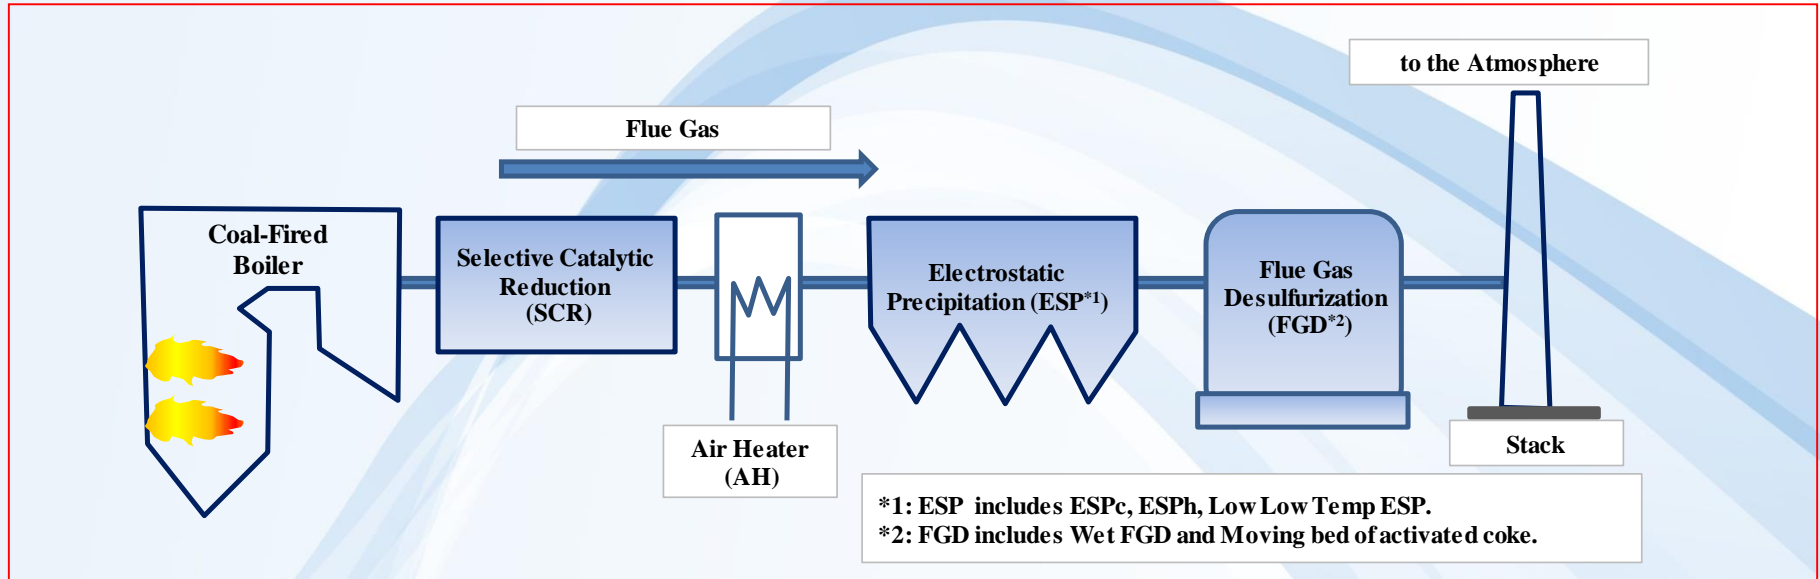 to the Atmosphere
Flue Gas
Coal-Fired
Boiler
Selective Catalytic
Reduction
(SCR)
Electrostatic
Precipitation (ESP*1)
Flue Gas
Desulfurization
(FGD*2)
Air Heater
(AH)
Stack
*1: ESP includes ESPc, ESPh, Low Low Temp ESP.
*2: FGD includes Wet FGD and Moving bed of activated coke.